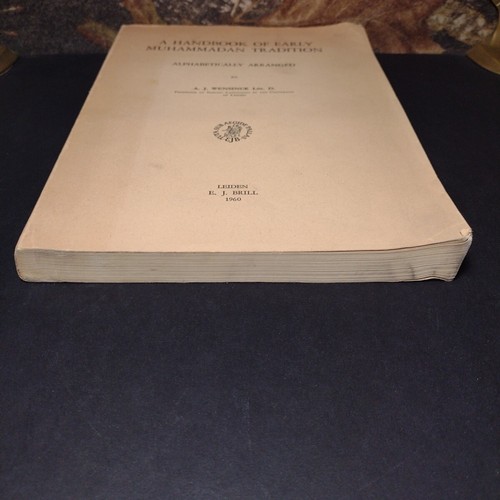 A HANDBOOK OF EARLY
MUHAMMADAN TRADITION
ALPHABETICALLY ARRANGED
BY
A. J. WENSINCK Litt. D.
LEIDEN
E. J. BRILL
1960